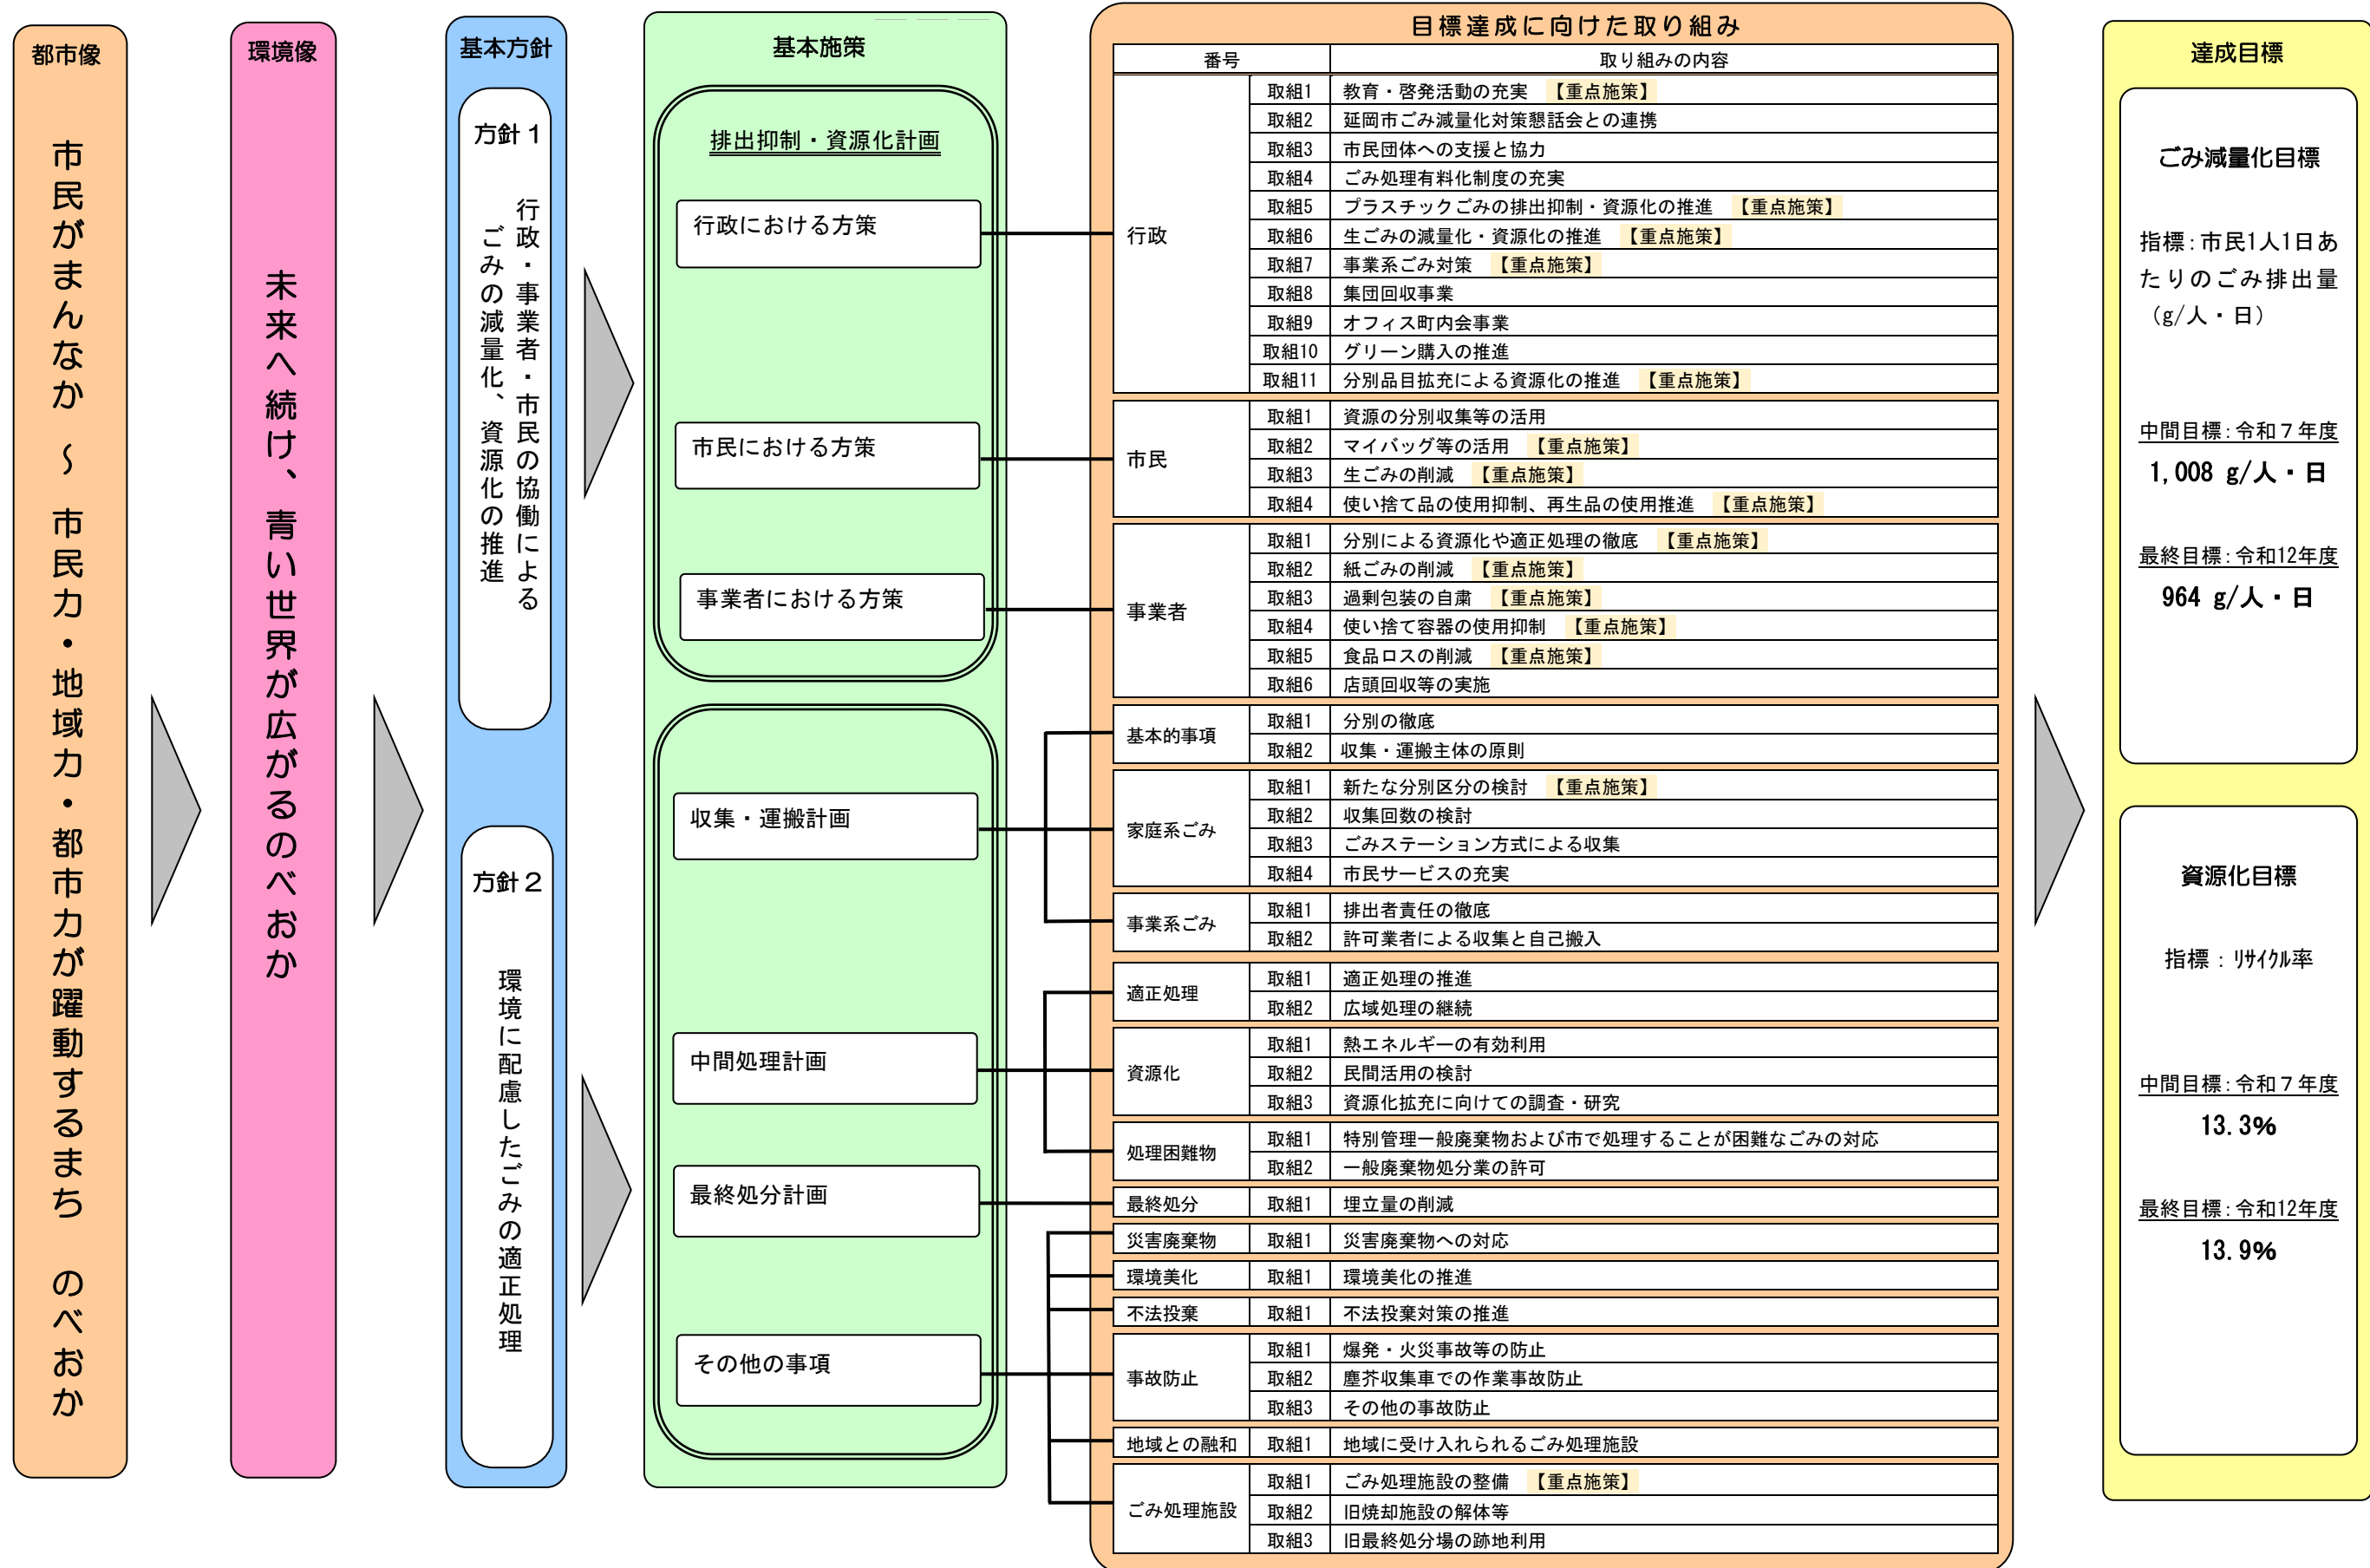 都市像
市民がまんなか ～ 市民力・地域力・都市力が躍動するまち のべおか
環境像
未来へ続け、青い世界が広がるのべおか
基本方針
方針１
行政・事業者・市民の協働による
ごみの減量化、資源化の推進
方針２
環境に配慮したごみの適正処理
基本施策
排出抑制・資源化計画
行政における方策
市民における方策
事業者における方策
収集・運搬計画
中間処理計画
最終処分計画
その他の事項
目標達成に向けた取り組み
番号 取り組みの内容
行政
取組1 教育・啓発活動の充実 【重点施策】
取組2 延岡市ごみ減量化対策懇話会との連携
取組3 市民団体への支援と協力
取組4 ごみ処理有料化制度の充実
取組5 プラスチックごみの排出抑制・資源化の推進 【重点施策】
取組6 生ごみの減量化・資源化の推進 【重点施策】
取組7 事業系ごみ対策 【重点施策】
取組8 集団回収事業
取組9 オフィス町内会事業
取組10 グリーン購入の推進
取組11 分別品目拡充による資源化の推進 【重点施策】
市民
取組1 資源の分別収集等の活用
取組2 マイバッグ等の活用 【重点施策】
取組3 生ごみの削減 【重点施策】
取組4 使い捨て品の使用抑制、再生品の使用推進 【重点施策】
事業者
取組1 分別による資源化や適正処理の徹底 【重点施策】
取組2 紙ごみの削減 【重点施策】
取組3 過剰包装の自粛 【重点施策】
取組4 使い捨て容器の使用抑制 【重点施策】
取組5 食品ロスの削減 【重点施策】
取組6 店頭回収等の実施
基本的事項
取組1 分別の徹底
取組2 収集・運搬主体の原則
家庭系ごみ
取組1 新たな分別区分の検討 【重点施策】
取組2 収集回数の検討
取組3 ごみステーション方式による収集
取組4 市民サービスの充実
事業系ごみ
取組1 排出者責任の徹底
取組2 許可業者による収集と自己搬入
適正処理
取組1 適正処理の推進
取組2 広域処理の継続
資源化
取組1 熱エネルギーの有効利用
取組2 民間活用の検討
取組3 資源化拡充に向けての調査・研究
処理困難物
取組1 特別管理一般廃棄物および市で処理することが困難なごみの対応
取組2 一般廃棄物処分業の許可
最終処分 取組1 埋立量の削減
災害廃棄物 取組1 災害廃棄物への対応
環境美化 取組1 環境美化の推進
不法投棄 取組1 不法投棄対策の推進
事故防止
取組1 爆発・火災事故等の防止
取組2 塵芥収集車での作業事故防止
取組3 その他の事故防止
地域との融和 取組1 地域に受け入れられるごみ処理施設
ごみ処理施設
取組1 ごみ処理施設の整備 【重点施策】
取組2 旧焼却施設の解体等
取組3 旧最終処分場の跡地利用
達成目標
ごみ減量化目標
指標：市民1人1日あ
たりのごみ排出量
（g/人・日）
中間目標：令和７年度
1,008 g/人・日
最終目標：令和12年度
964 g/人・日
資源化目標
指標：ﾘｻｲｸﾙ率
中間目標：令和７年度
13.3%
最終目標：令和12年度
13.9%